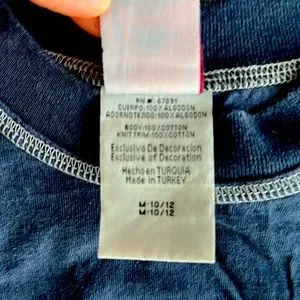 RN #: 67091
CUERPO:100% ALGODON
ADORNOTEJIDO:100% ALGODON
BODY:100% COTTON
KNIT TRIM:100% COTTON
Exclusivo De Decoracion
Exclusive of Decoration
Hecho en TURQUIA
Made in TURKEY
M-10/12
M-10/12